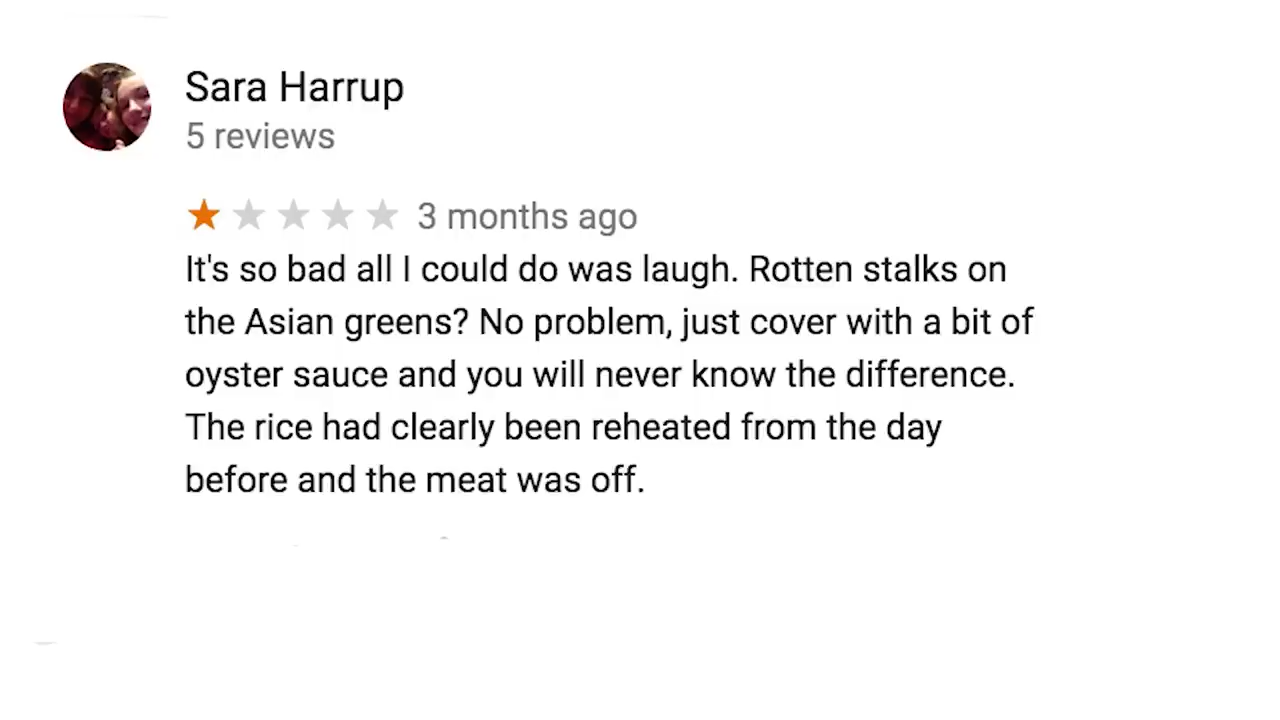 Sara Harrup
5 reviews
3 months ago
It's so bad all I could do was laugh. Rotten stalks on
the Asian greens? No problem, just cover with a bit of
oyster sauce and you will never know the difference.
The rice had clearly been reheated from the day
before and the meat was off.